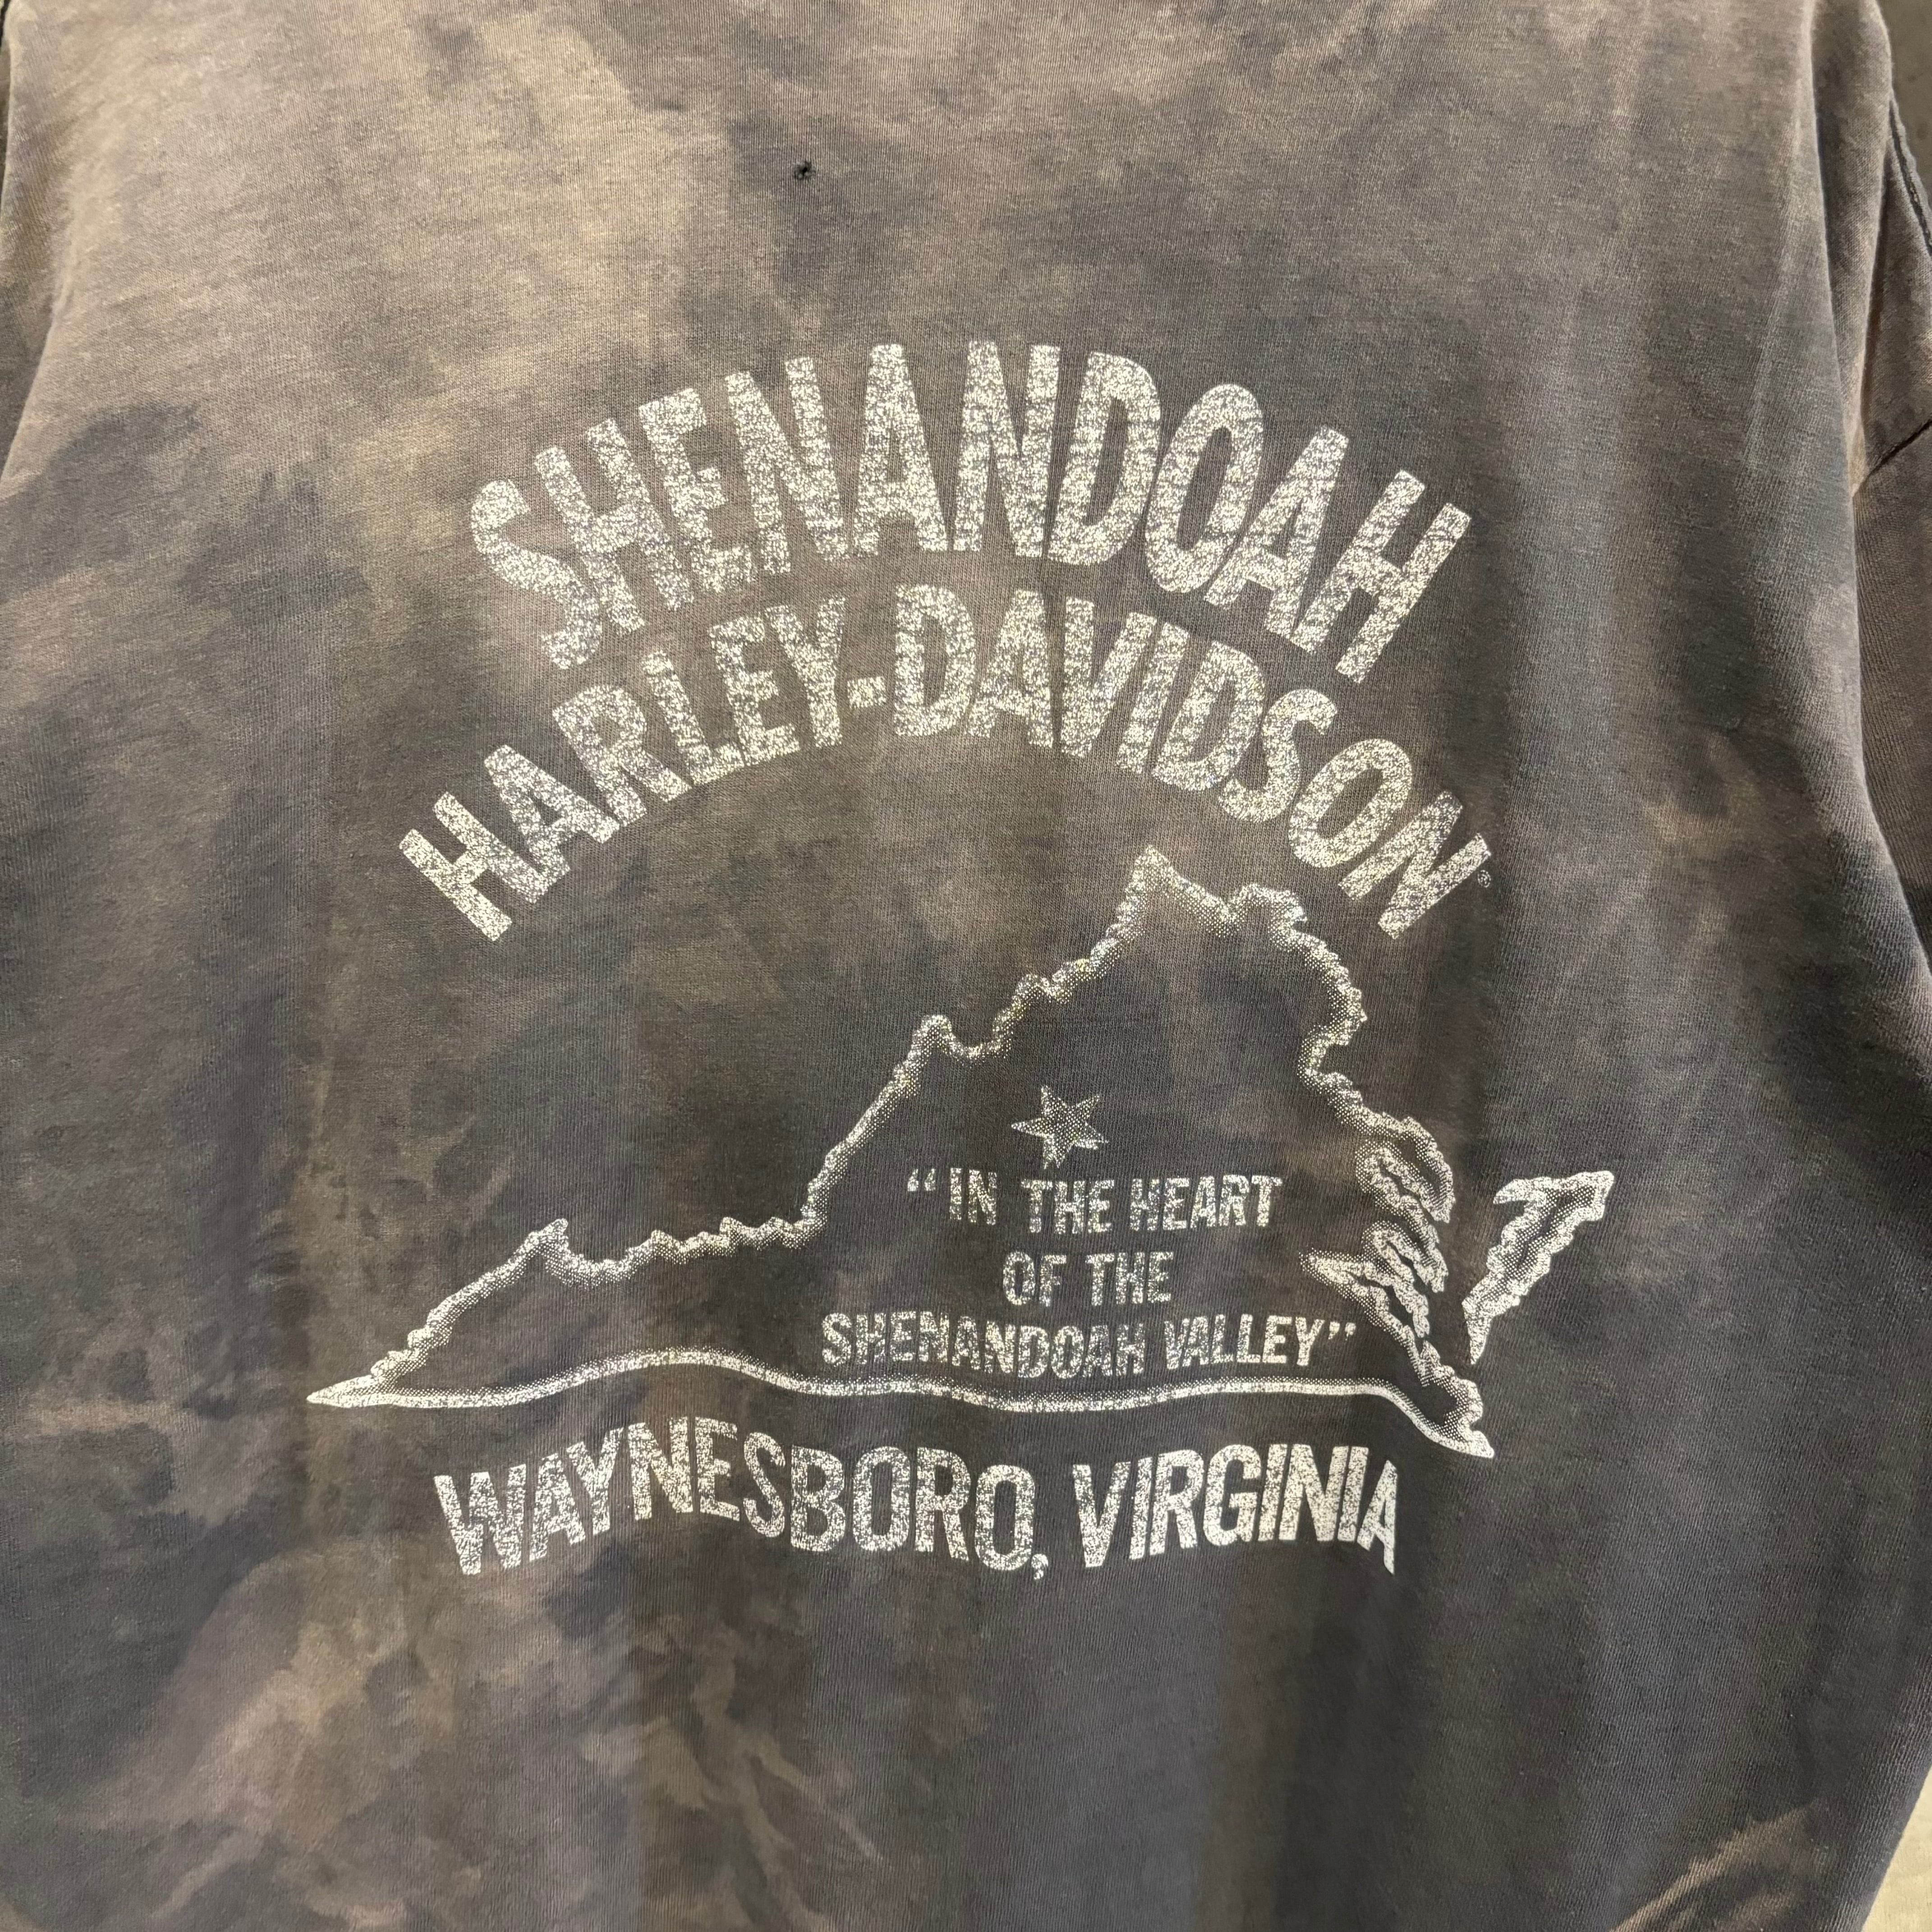 SHENANDOAH
HARLEY-DAVIDSON®
“IN THE HEART
OF THE
SHENANDOAH VALLEY”
WAYNESBORO, VIRGINIA